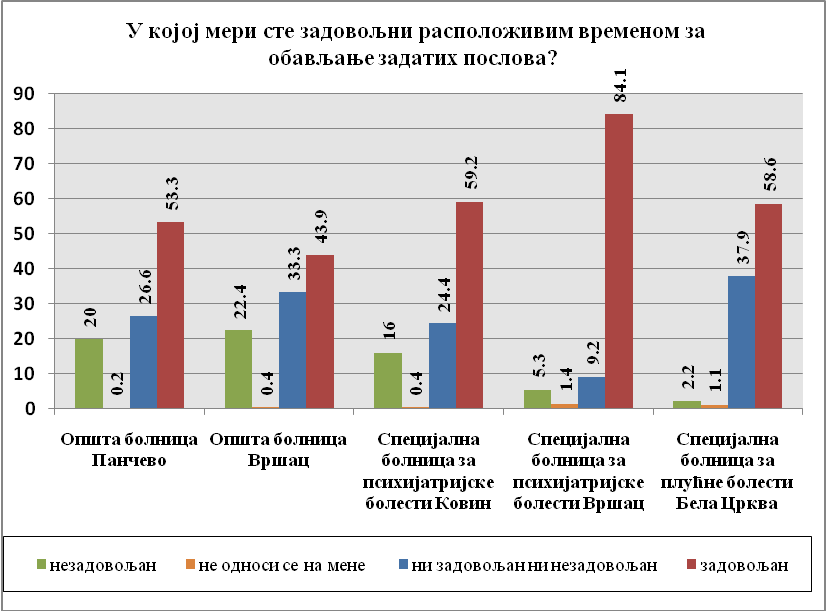 У којој мери сте задовољни расположивим временом за
обављање задатих послова?
90
80
70
60
50
40
30
20
10
0
20
0.2
26.6
53.3
22.4
0.4
33.3
43.9
16
0.4
24.4
59.2
5.3
1.4
9.2
84.1
2.2
1.1
37.9
58.6
Општа болница
Панчево
Општа болница
Вршац
Специјална
болница за
психијатријске
болести Ковин
Специјална
болница за
психијатријске
болести Вршац
Специјална
болница за
плућне болести
Бела Црква
незадовољан
не односи се на мене
ни задовољан ни незадовољан
задовољан